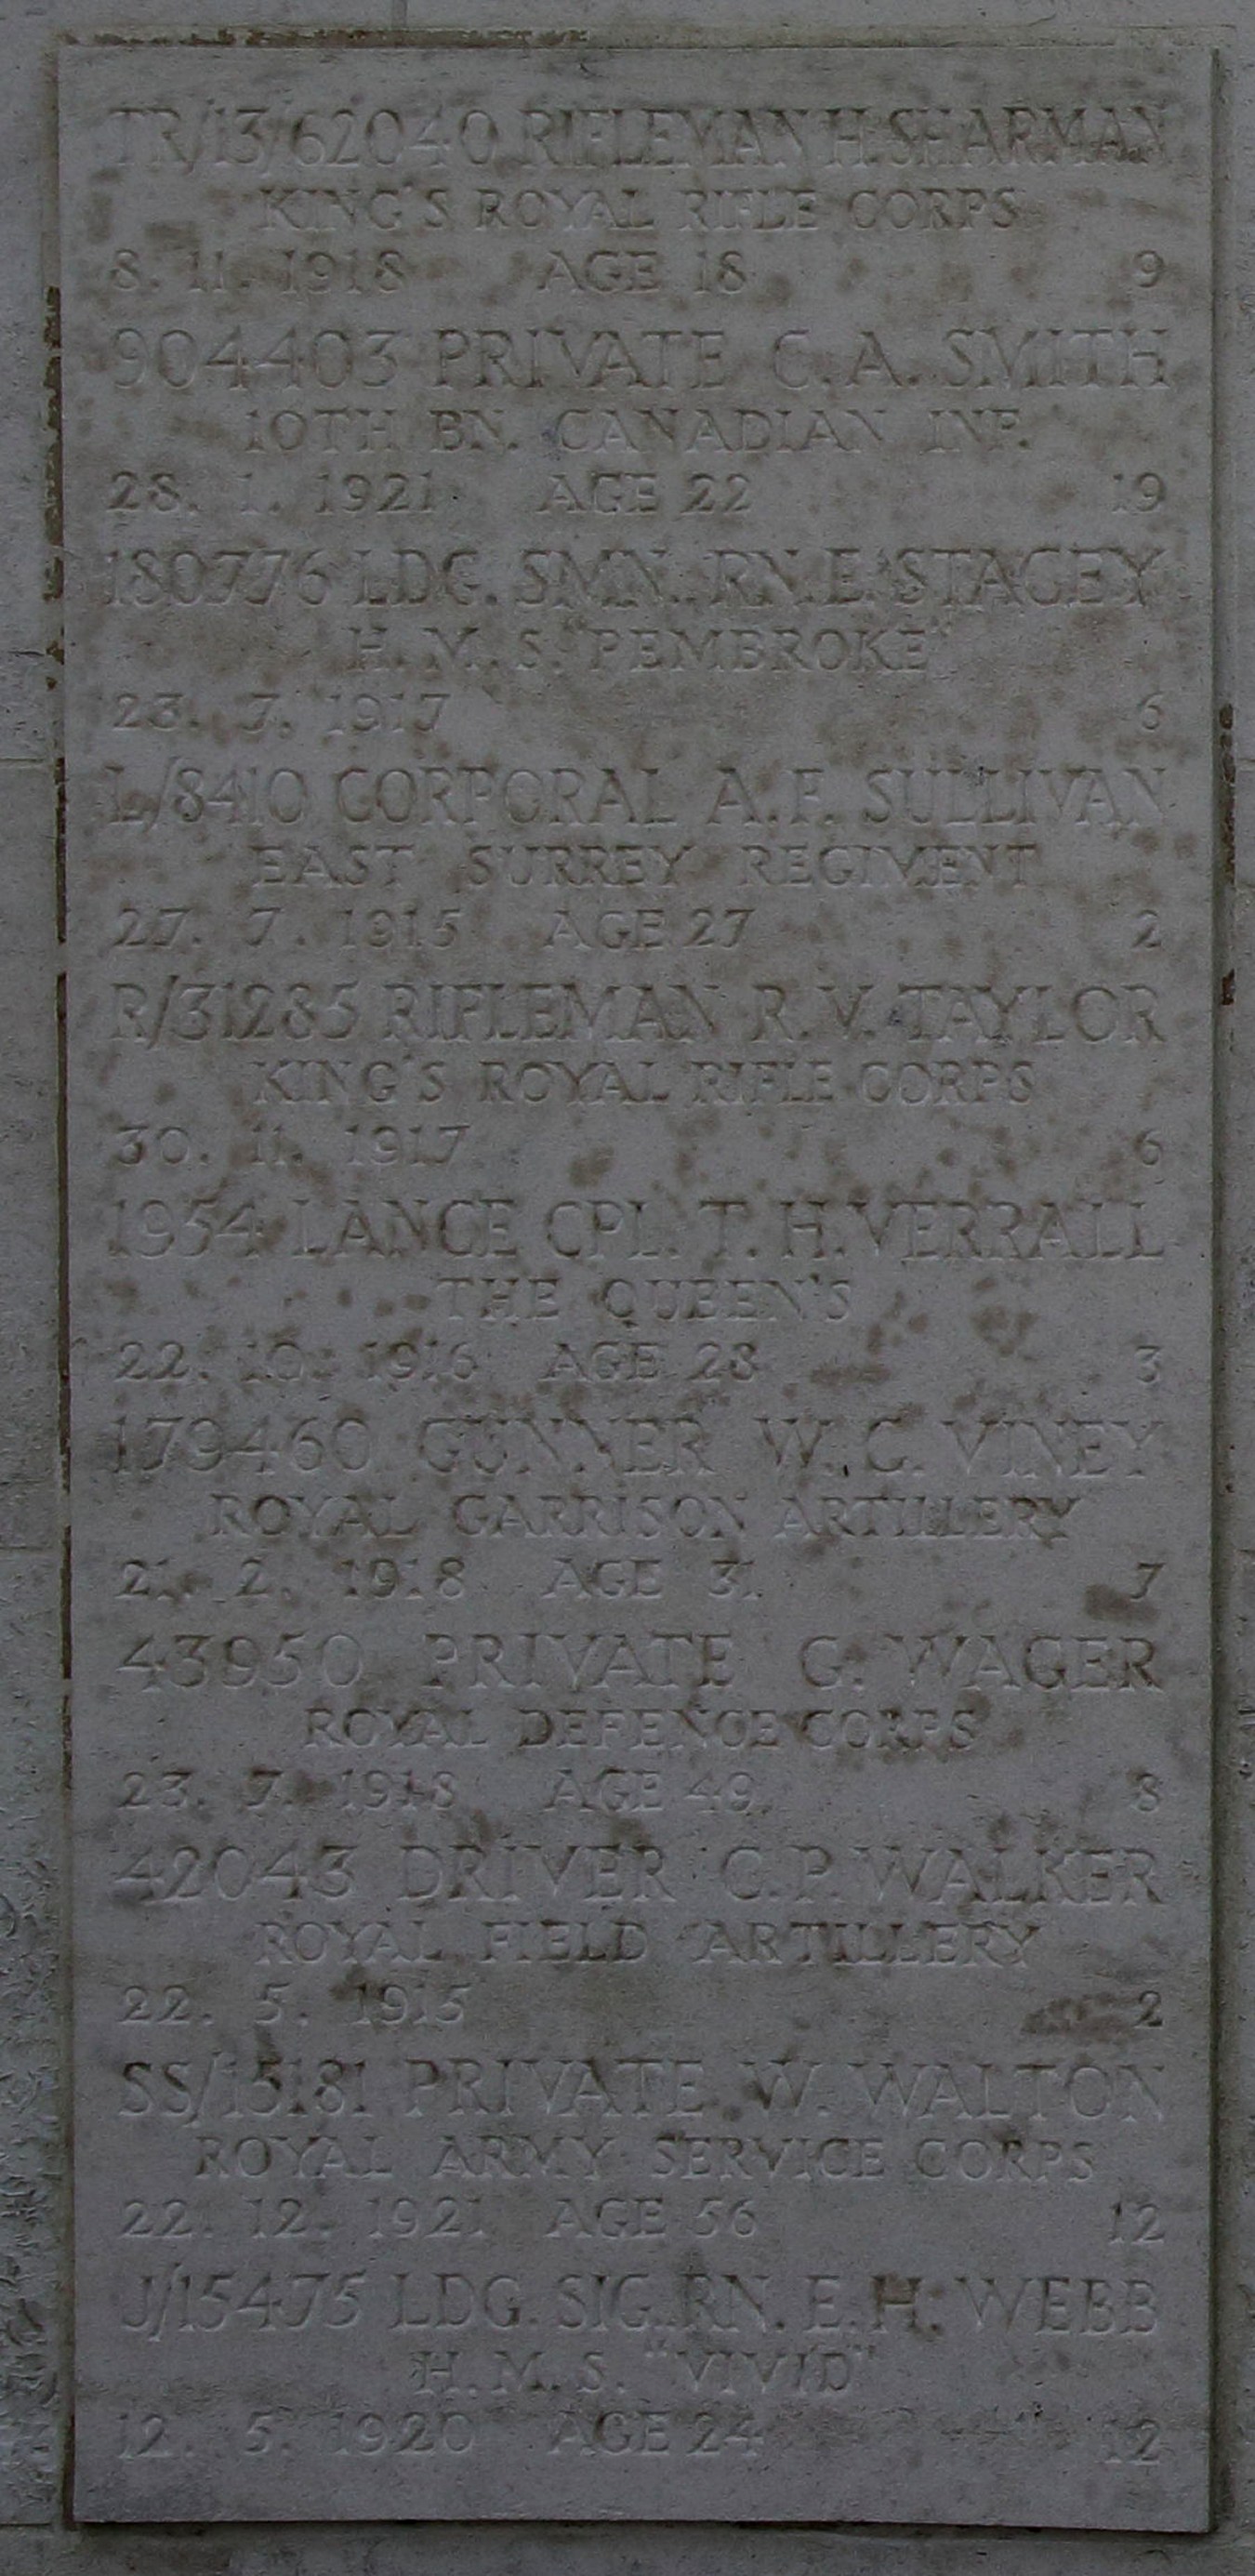 TR/13/62040 RIFLEMAN H. SHARMAN
KING'S ROYAL RIFLE CORPS
8. 11. 1918 AGE 18 9
904403 PRIVATE C. A. SMITH
10TH BN. CANADIAN INF.
28. 1. 1921 AGE 22 19
180776 LDG. SMN. RN. E. STACEY
H. M. S. "PEMBROKE"
23. 7. 1917 6
L/8410 CORPORAL A. F. SULLIVAN
EAST SURREY REGIMENT
27. 7. 1915 AGE 27 2
R/31285 RIFLEMAN R. V. TAYLOR
KING'S ROYAL RIFLE CORPS
30. 11. 1917 6
1954 LANCE CPL. T. H. VERRALL
THE QUEEN'S
22. 10. 1916 AGE 28 3
179460 GUNNER W. C. VINEY
ROYAL GARRISON ARTILLERY
21. 2. 1918 AGE 31 7
43950 PRIVATE G. WAGER
ROYAL DEFENCE CORPS
23. 7. 1918 AGE 49 8
42043 DRIVER C. P. WALKER
ROYAL FIELD ARTILLERY
22. 5. 1915 2
SS/15181 PRIVATE W. WALTON
ROYAL ARMY SERVICE CORPS
22. 12. 1921 AGE 56 12
J/15475 LDG. SIG. RN. E. H. WEBB
H. M. S. "VIVID"
12. 5. 1920 AGE 24 12